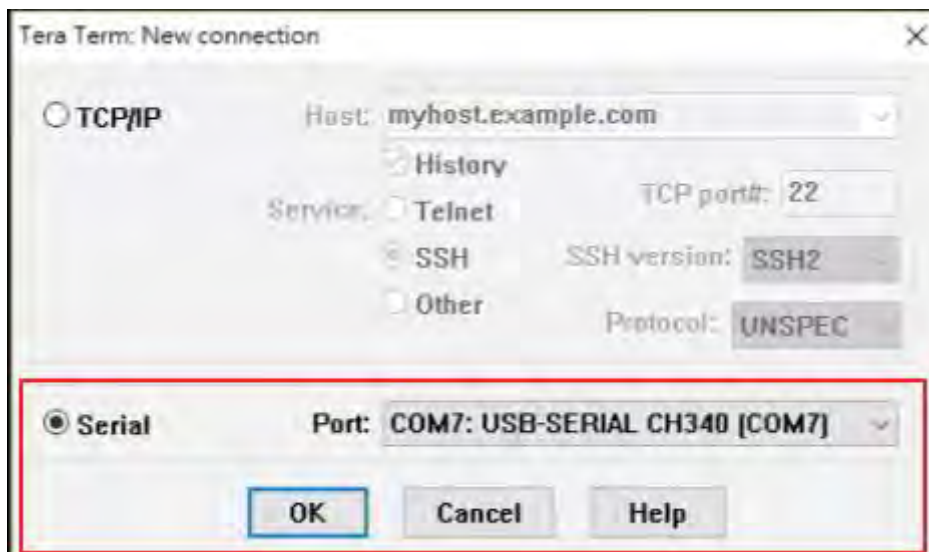 Tera Term: New connection
TCP/IP Host: myhost.example.com
History
Service: Telnet TCP port#: 22
SSH SSH version: SSH2
Other Protocol: UNSPEC
Serial Port: COM7: USB-SERIAL CH340 (COM7)
OK Cancel Help